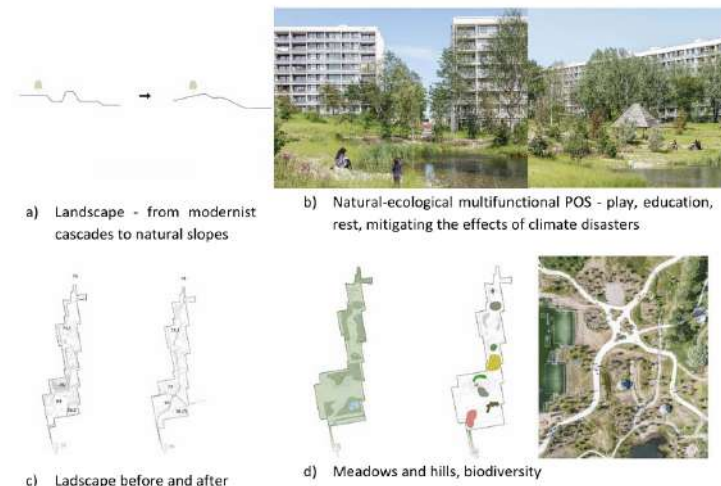 a) Landscape - from modernist
cascades to natural slopes
b) Natural-ecological multifunctional POS - play, education,
rest, mitigating the effects of climate disasters
c) Ladscape before and after
d) Meadows and hills, biodiversity